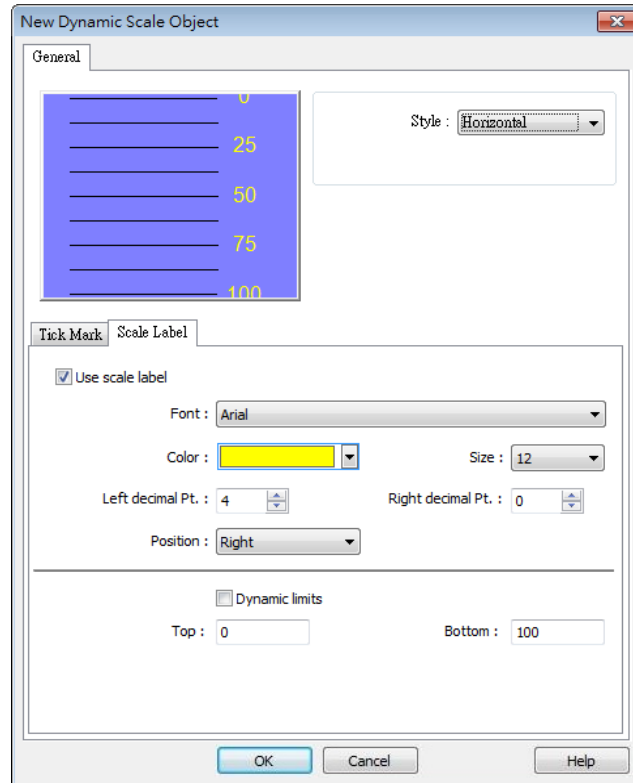 New Dynamic Scale Object
General
0
25
50
75
100
Style : Horizontal
Tick Mark Scale Label
Use scale label
Font : Arial
Color : Size : 12
Left decimal Pt. : 4 Right decimal Pt. : 0
Position : Right
Dynamic limits
Top : 0 Bottom : 100
OK Cancel Help